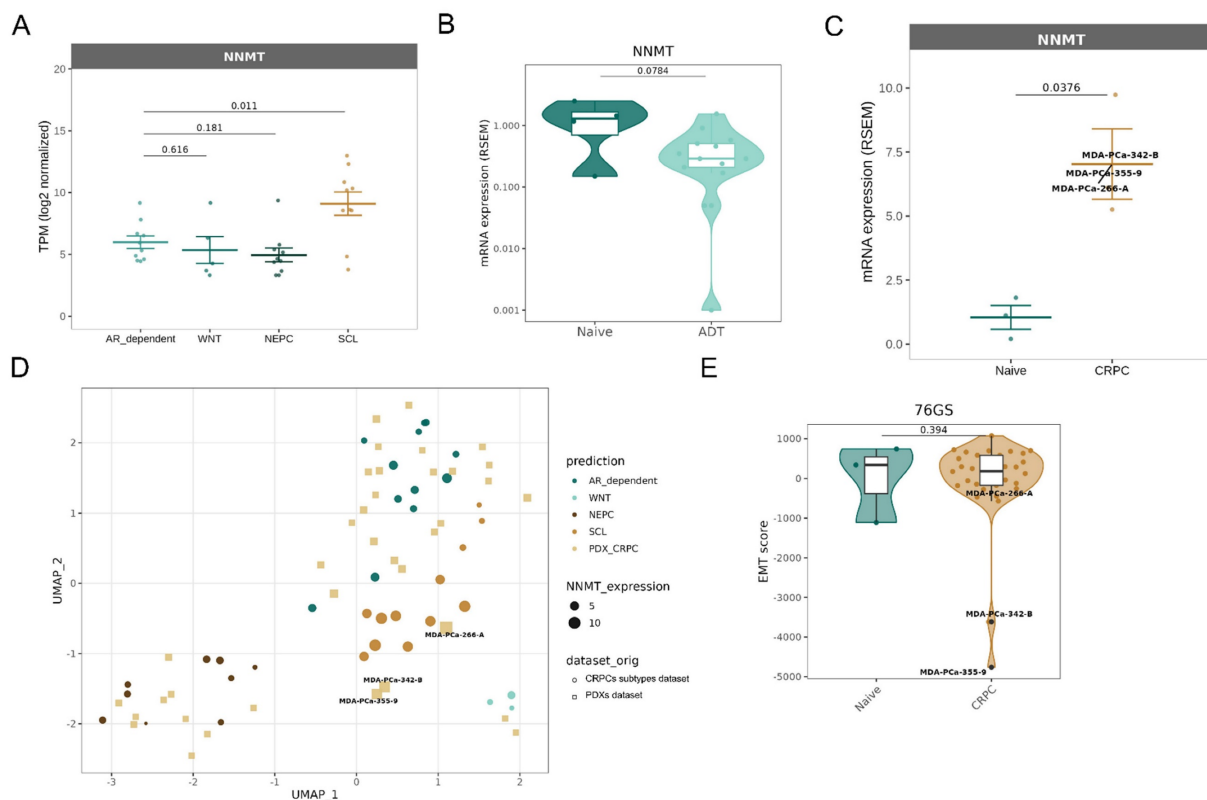 A
NNMT
TPM (log2 normalized)
20
15
10
5
0
0.011
0.181
0.616
AR_dependent WNT NEPC SCL
B
NNMT
0.0784
mRNA expression (RSEM)
1.000
0.100
0.010
0.001
Naive ADT
C
NNMT
0.0376
mRNA expression (RSEM)
10.0
7.5
5.0
2.5
0.0
MDA-PCa-342-B
MDA-PCa-355-9
MDA-PCa-266-A
Naive CRPC
D
UMAP_2
2
1
0
-1
-2
MDA-PCa-266-A
MDA-PCa-342-B
MDA-PCa-355-9
-3 -2 -1 0 1 2
UMAP_1
prediction
AR_dependent
WNT
NEPC
SCL
PDX_CRPC
NNMT_expression
5
10
dataset_orig
CRPCs subtypes dataset
PDXs dataset
E
76GS
0.394
EMT score
1000
0
-1000
-2000
-3000
-4000
-5000
MDA-PCa-266-A
MDA-PCa-342-B
MDA-PCa-355-9
Naive CRPC